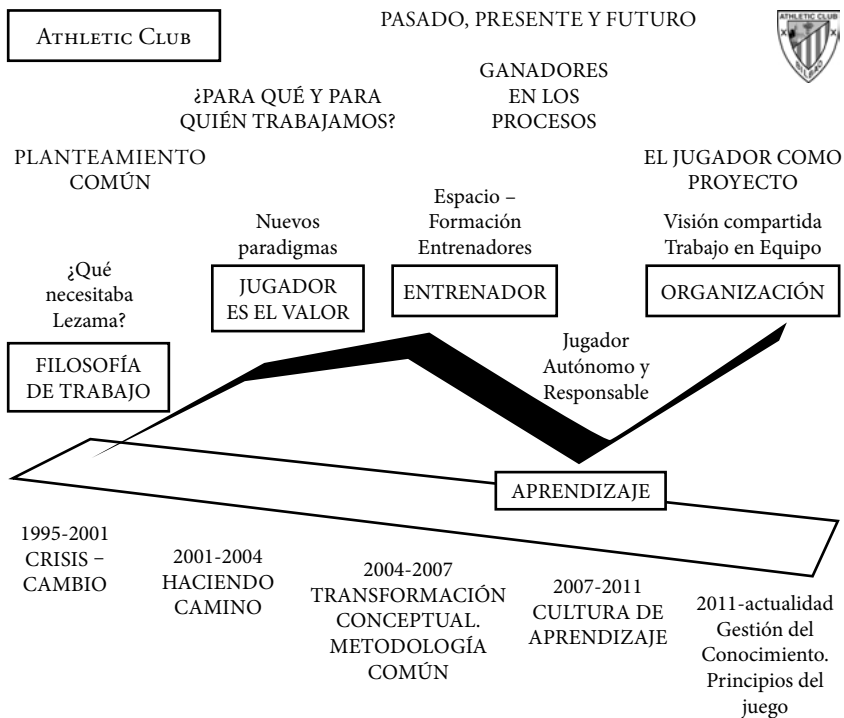 ATHLETIC CLUB
PASADO, PRESENTE Y FUTURO
ATHLETIC CLUB
BILBAO
¿PARA QUÉ Y PARA
QUIÉN TRABAJAMOS?
GANADORES
EN LOS
PROCESOS
PLANTEAMIENTO
COMÚN
EL JUGADOR COMO
PROYECTO
¿Qué
necesitaba
Lezama?
FILOSOFÍA
DE TRABAJO
Nuevos
paradigmas
JUGADOR
ES EL VALOR
Espacio –
Formación
Entrenadores
ENTRENADOR
Jugador
Autónomo y
Responsable
APRENDIZAJE
Visión compartida
Trabajo en Equipo
ORGANIZACIÓN
1995-2001
CRISIS –
CAMBIO
2001-2004
HACIENDO
CAMINO
2004-2007
TRANSFORMACIÓN
CONCEPTUAL.
METODOLOGÍA
COMÚN
2007-2011
CULTURA DE
APRENDIZAJE
2011-actualidad
Gestión del
Conocimiento.
Principios del
juego